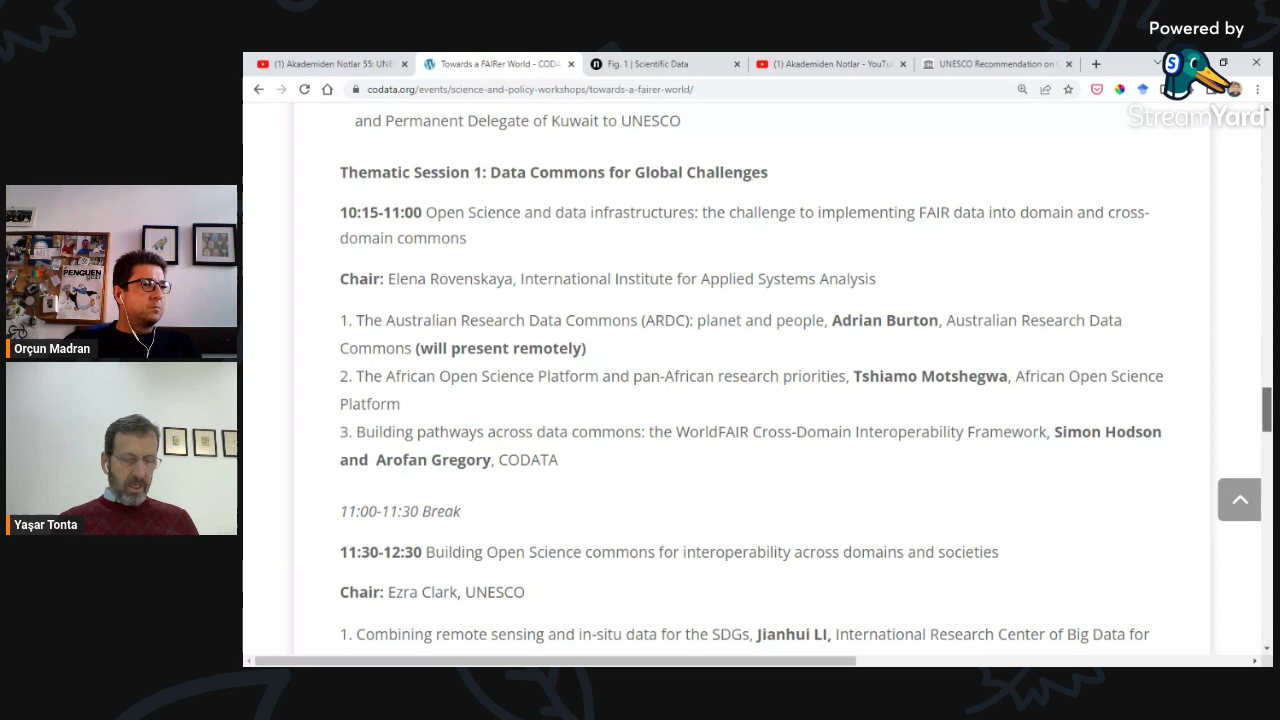 Powered by
StreamYard
(1) Akademiden Notlar 55: UNE
Towards a FAIRer World - CODA
Fig. 1 | Scientific Data
(1) Akademiden Notlar - YouTu
UNESCO Recommendation on O
codata.org/events/science-and-policy-workshops/towards-a-fairer-world/
and Permanent Delegate of Kuwait to UNESCO
Thematic Session 1: Data Commons for Global Challenges
10:15-11:00 Open Science and data infrastructures: the challenge to implementing FAIR data into domain and cross-
domain commons
Chair: Elena Rovenskaya, International Institute for Applied Systems Analysis
1. The Australian Research Data Commons (ARDC): planet and people, Adrian Burton, Australian Research Data
Commons (will present remotely)
2. The African Open Science Platform and pan-African research priorities, Tshiamo Motshegwa, African Open Science
Platform
3. Building pathways across data commons: the WorldFAIR Cross-Domain Interoperability Framework, Simon Hodson
and Arofan Gregory, CODATA
11:00-11:30 Break
11:30-12:30 Building Open Science commons for interoperability across domains and societies
Chair: Ezra Clark, UNESCO
1. Combining remote sensing and in-situ data for the SDGs, Jianhui LI, International Research Center of Big Data for
PENGUEN
Orçun Madran
Yaşar Tonta